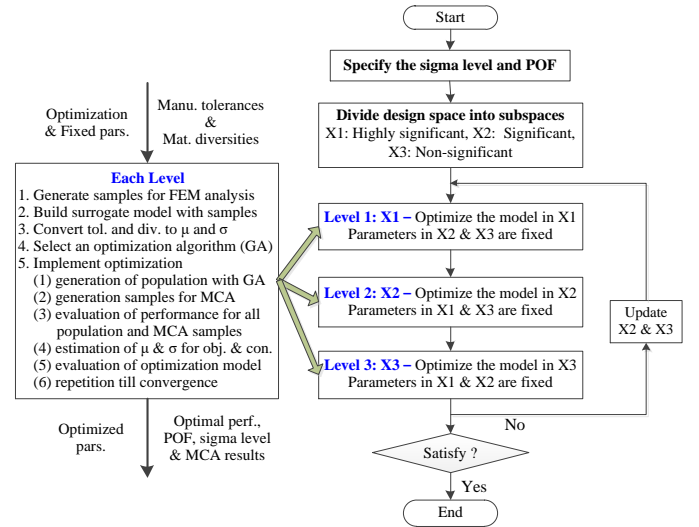 Start
Specify the sigma level and POF
Divide design space into subspaces
X1: Highly significant, X2: Significant,
X3: Non-significant
Optimization
& Fixed pars.
Manu. tolerances
&
Mat. diversities
Each Level
1. Generate samples for FEM analysis
2. Build surrogate model with samples
3. Convert tol. and div. to μ and σ
4. Select an optimization algorithm (GA)
5. Implement optimization
(1) generation of population with GA
(2) generation samples for MCA
(3) evaluation of performance for all
population and MCA samples
(4) estimation of μ & σ for obj. & con.
(5) evaluation of optimization model
(6) repetition till convergence
Optimized
pars.
Optimal perf.,
POF, sigma level
& MCA results
Level 1: X1 – Optimize the model in X1
Parameters in X2 & X3 are fixed
Level 2: X2 – Optimize the model in X2
Parameters in X1 & X3 are fixed
Level 3: X3 – Optimize the model in X3
Parameters in X1 & X2 are fixed
Update
X2 & X3
No
Satisfy ?
Yes
End